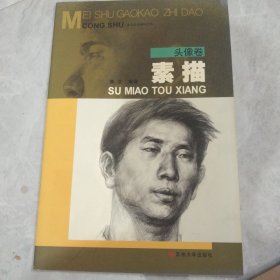 MEI SHU GAOKAO ZHI DAO
CONG SHU
头像卷
素描
SU MIAO TOU XIANG